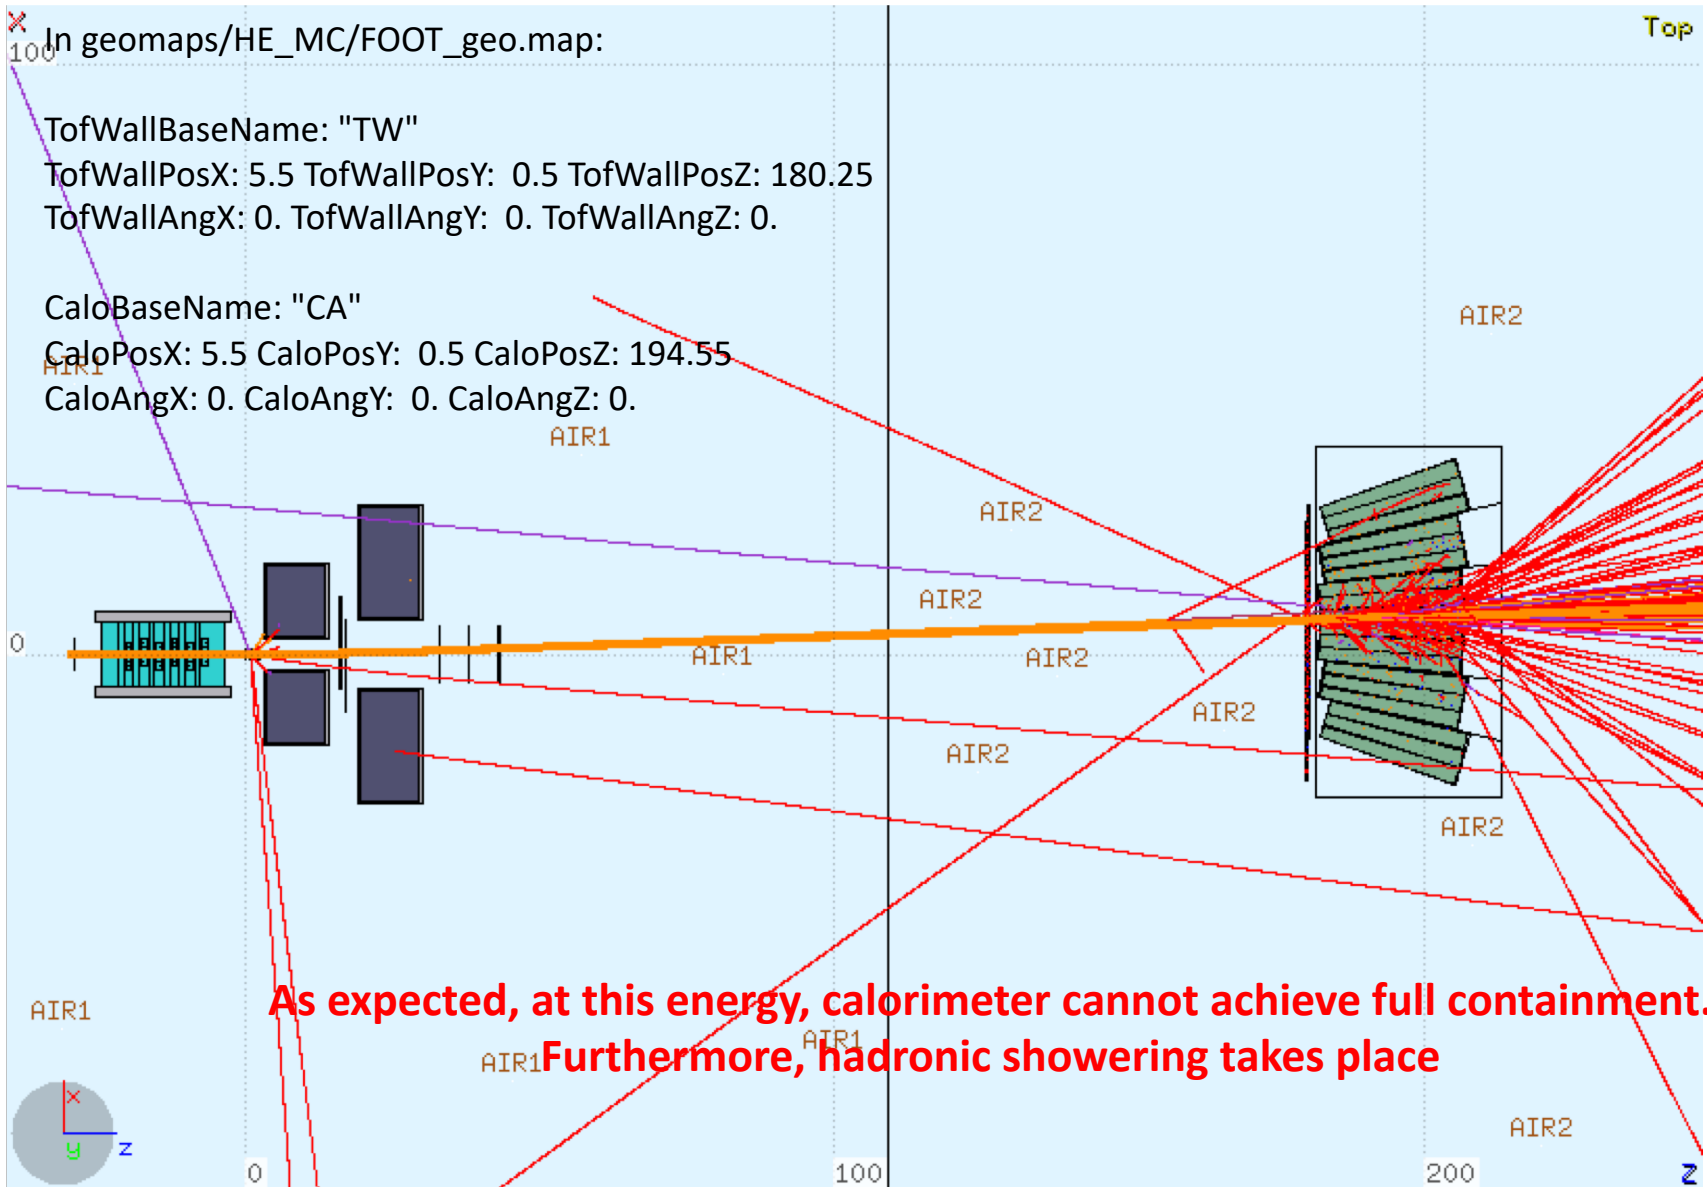 X
Top
100
In geomaps/HE_MC/FOOT_geo.map:
TofWallBaseName: "TW"
TofWallPosX: 5.5 TofWallPosY:  0.5 TofWallPosZ: 180.25
TofWallAngX: 0. TofWallAngY:  0. TofWallAngZ: 0.
CaloBaseName: "CA"
AIR2
CaloPosX: 5.5 CaloPosY:  0.5 CaloPosZ: 194.55
AIR1
CaloAngX: 0. CaloAngY:  0. CaloAngZ: 0.
AIR1
AIR2
AIR2
0
AIR1
AIR2
AIR2
AIR2
AIR2
AIR1
As expected, at this energy, calorimeter cannot achieve full containment.
AIR1
AIR1
Furthermore, hadronic showering takes place
x
AIR2
y
z
0
100
200
Z